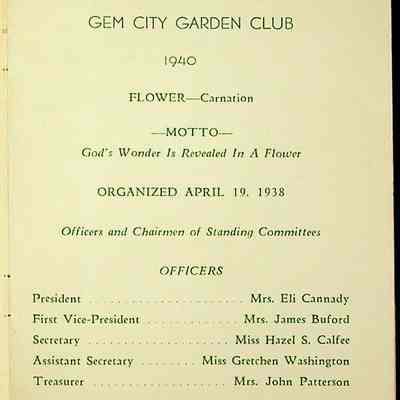 GEM CITY GARDEN CLUB
1940
FLOWER—Carnation
—MOTTO—
God's Wonder Is Revealed In A Flower
ORGANIZED APRIL 19, 1938
Officers and Chairmen of Standing Committees
OFFICERS
President . . . . . . . . . . . . . . . . . Mrs. Eli Cannady
First Vice-President . . . . . . . . . . . . Mrs. James Buford
Secretary . . . . . . . . . . . . . . . . Miss Hazel S. Calfee
Assistant Secretary . . . . . . . . Miss Gretchen Washington
Treasurer . . . . . . . . . . . . . . . . . Mrs. John Patterson